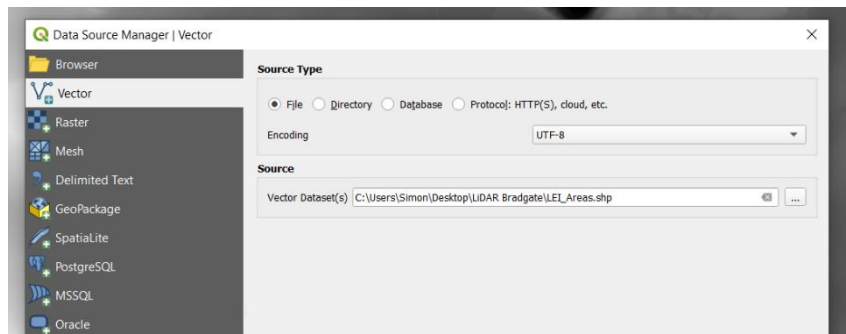 Data Source Manager | Vector
Browser
Vector
Raster
Mesh
Delimited Text
GeoPackage
SpatiaLite
PostgreSQL
MSSQL
Oracle
Source Type
File Directory Database Protocol: HTTP(S), cloud, etc.
Encoding UTF-8
Source
Vector Dataset(s) C:\Users\Simon\Desktop\LiDAR Bradgate\LEI_Areas.shp ...